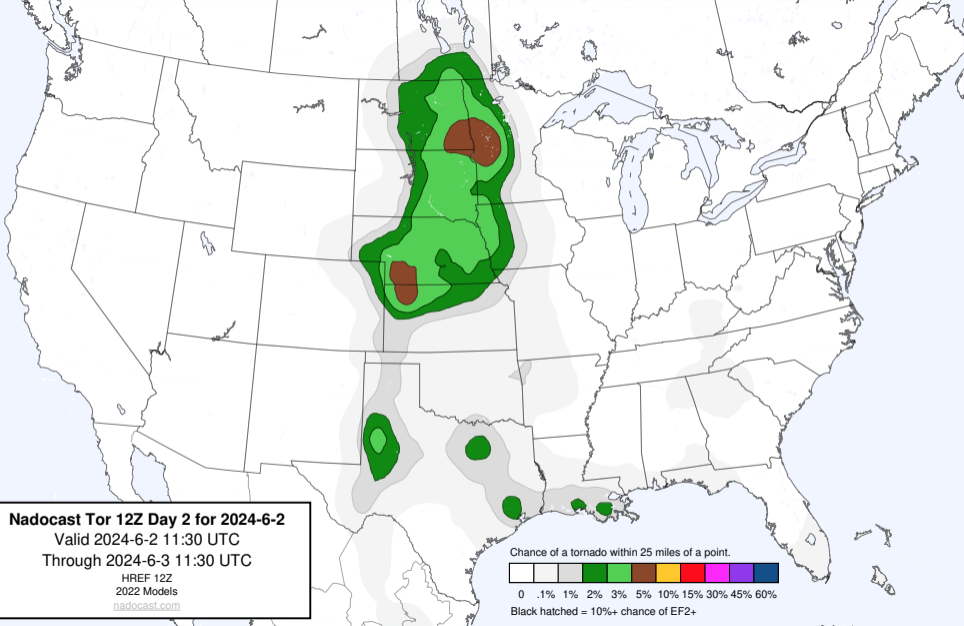 Nadocast Tor 12Z Day 2 for 2024-6-2
Valid 2024-6-2 11:30 UTC
Through 2024-6-3 11:30 UTC
HREF 12Z
2022 Models
nadocast.com
Chance of a tornado within 25 miles of a point.
0 .1% 1% 2% 3% 5% 10% 15% 30% 45% 60%
Black hatched = 10%+ chance of EF2+